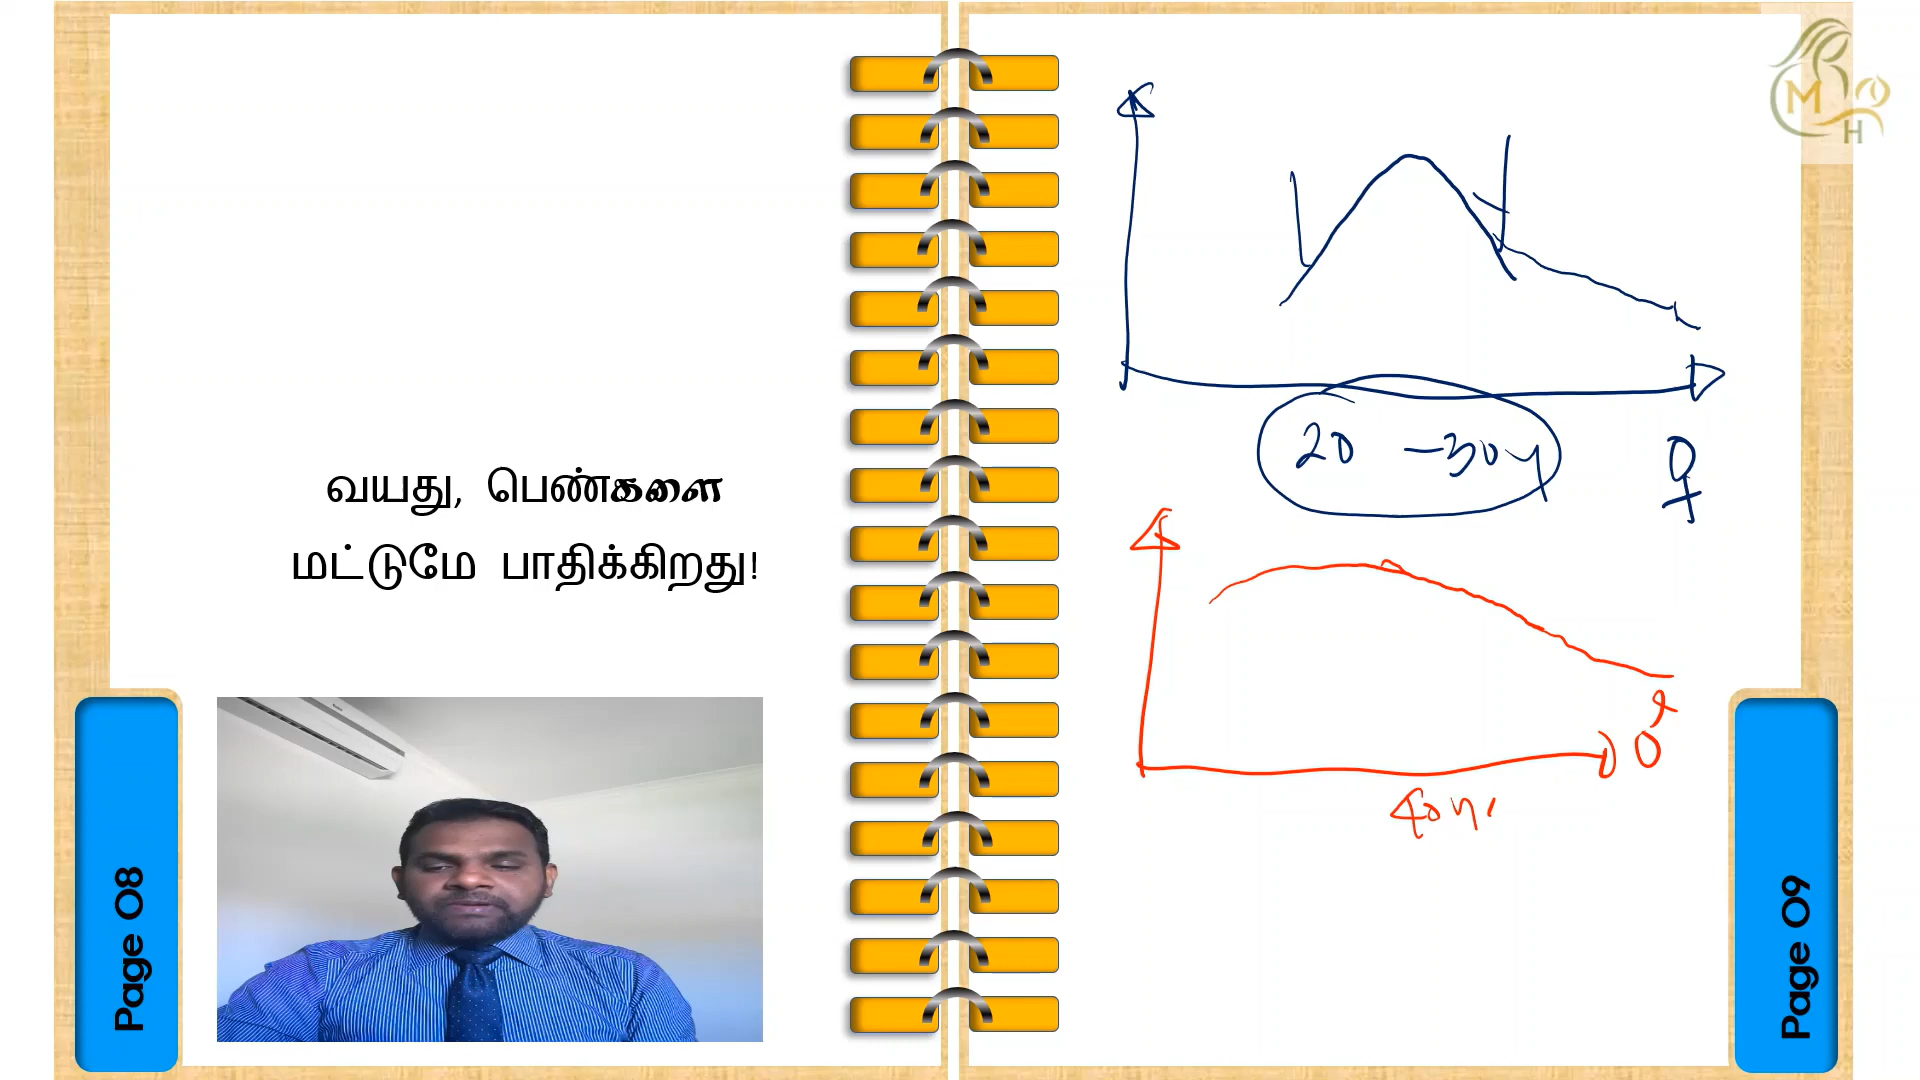 வயது, பெண்களை
மட்டுமே பாதிக்கிறது!
Page 08
M
H
20 - 30y
♀
♂
40y.
Page 09